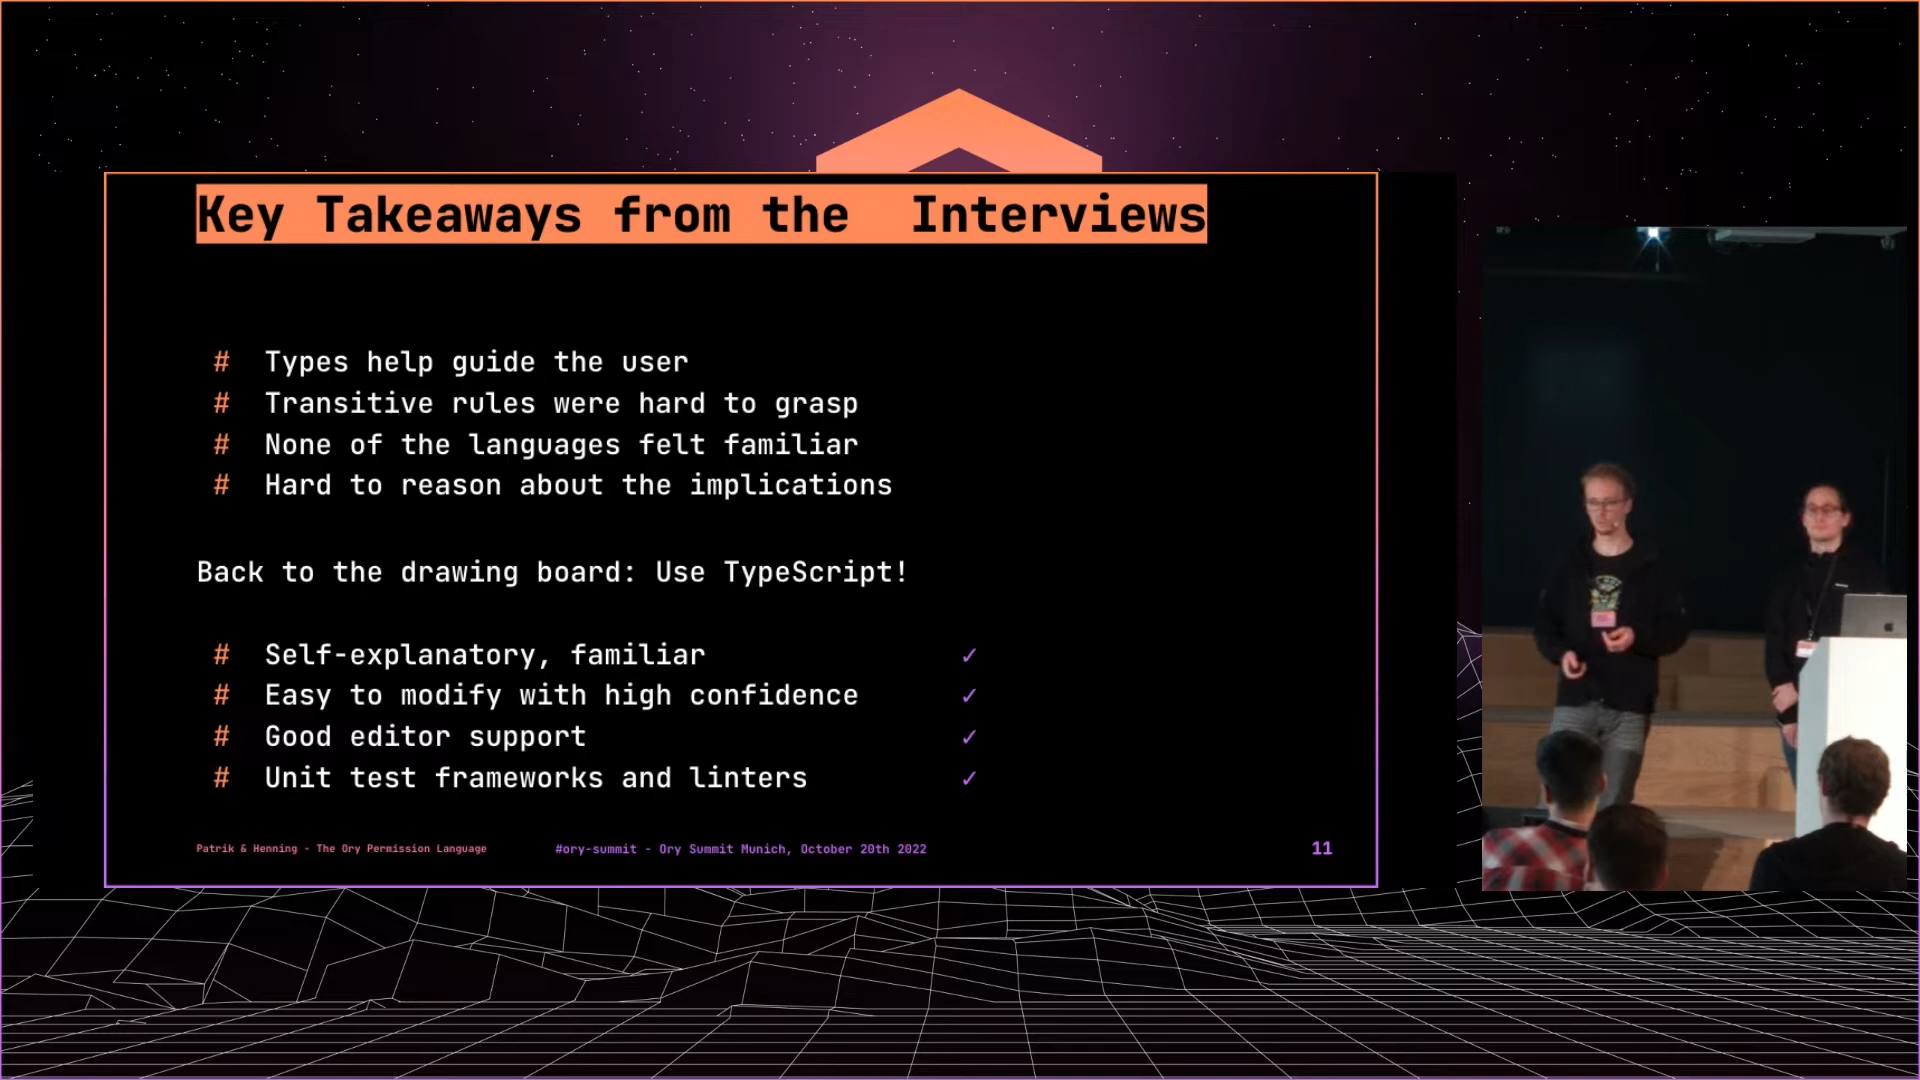 Key Takeaways from the  Interviews
# Types help guide the user
# Transitive rules were hard to grasp
# None of the languages felt familiar
# Hard to reason about the implications
Back to the drawing board: Use TypeScript!
# Self-explanatory, familiar ✓
# Easy to modify with high confidence ✓
# Good editor support ✓
# Unit test frameworks and linters ✓
Patrik & Henning - The Ory Permission Language
#ory-summit - Ory Summit Munich, October 20th 2022
11